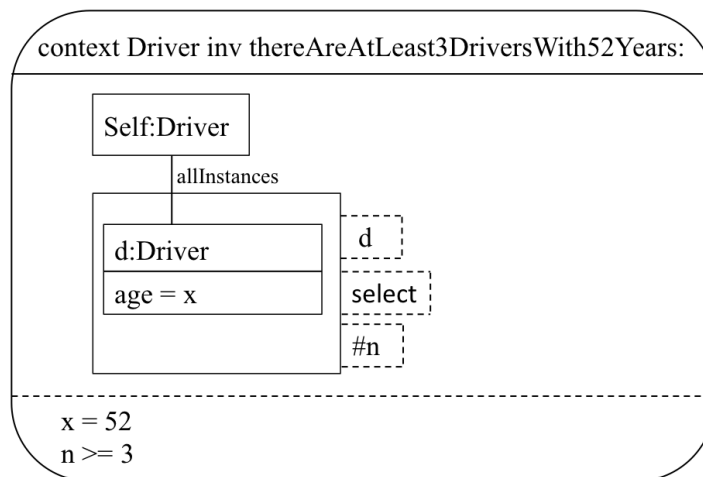 context Driver inv thereAreAtLeast3DriversWith52Years:
Self:Driver
allInstances
d:Driver
d
age = x
select
#n
x = 52
n >= 3